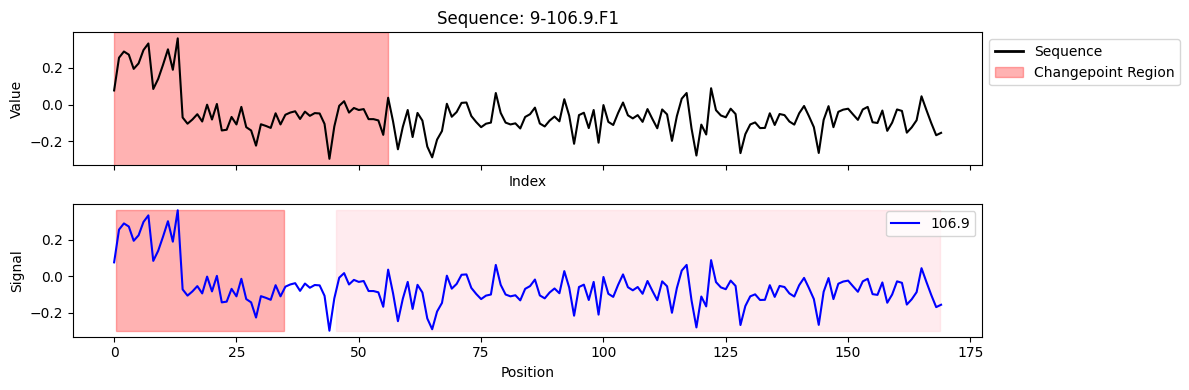 Sequence: 9-106.9.F1
Value
0.2
0.0
−0.2
Index
Sequence
Changepoint Region
Signal
0.2
0.0
−0.2
106.9
0 25 50 75 100 125 150 175
Position